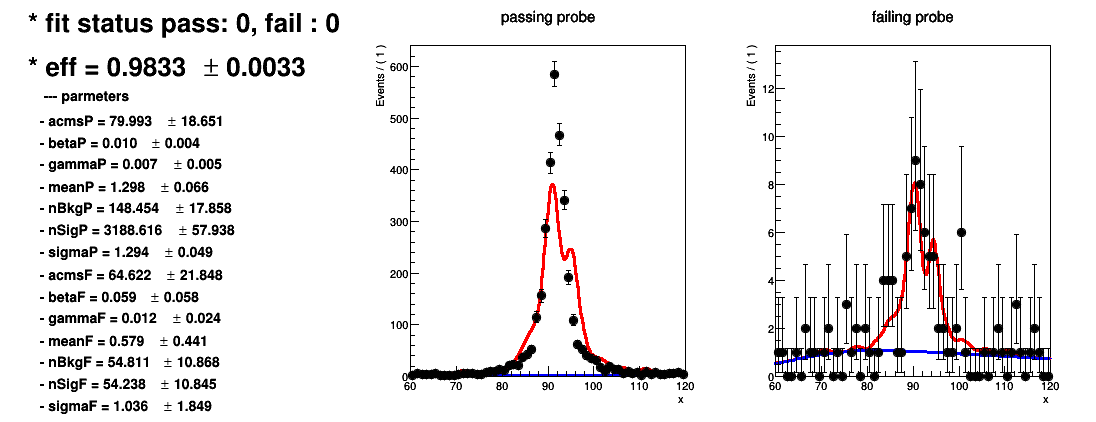 * fit status pass: 0, fail : 0
* eff = 0.9833 ± 0.0033
--- parmeters
- acmsP = 79.993 ± 18.651
- betaP = 0.010 ± 0.004
- gammaP = 0.007 ± 0.005
- meanP = 1.298 ± 0.066
- nBkgP = 148.454 ± 17.858
- nSigP = 3188.616 ± 57.938
- sigmaP = 1.294 ± 0.049
- acmsF = 64.622 ± 21.848
- betaF = 0.059 ± 0.058
- gammaF = 0.012 ± 0.024
- meanF = 0.579 ± 0.441
- nBkgF = 54.811 ± 10.868
- nSigF = 54.238 ± 10.845
- sigmaF = 1.036 ± 1.849
passing probe
Events / ( 1 )
600
500
400
300
200
100
0
60 70 80 90 100 110 120
x
failing probe
Events / ( 1 )
12
10
8
6
4
2
0
60 70 80 90 100 110 120
x